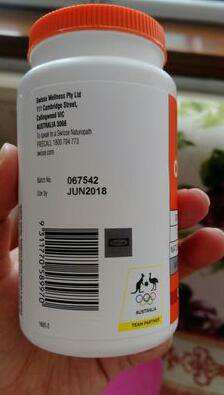 Swisse Wellness Pty Ltd
111 Cambridge Street,
Collingwood VIC
AUSTRALIA 3066
To speak to a Swisse Naturopath
FREECALL 1800 794 773
swisse.com
Batch No. 067542
Use by JUN2018
AUSTRALIA
TEAM PARTNER